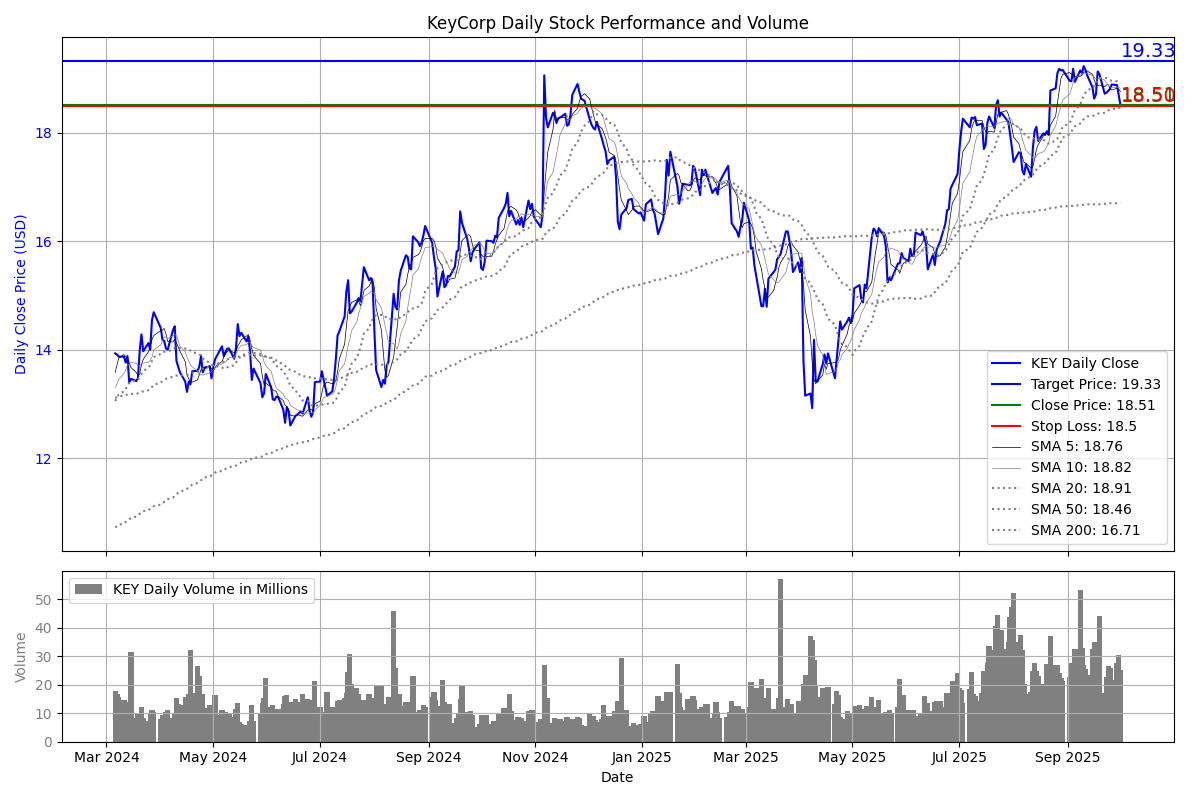 KeyCorp Daily Stock Performance and Volume
19.33
18.51
18.50
18
16
14
12
Daily Close Price (USD)
KEY Daily Close
Target Price: 19.33
Close Price: 18.51
Stop Loss: 18.5
SMA 5: 18.76
SMA 10: 18.82
SMA 20: 18.91
SMA 50: 18.46
SMA 200: 16.71
KEY Daily Volume in Millions
50
40
30
20
10
0
Volume
Mar 2024 May 2024 Jul 2024 Sep 2024 Nov 2024 Jan 2025 Mar 2025 May 2025 Jul 2025 Sep 2025
Date